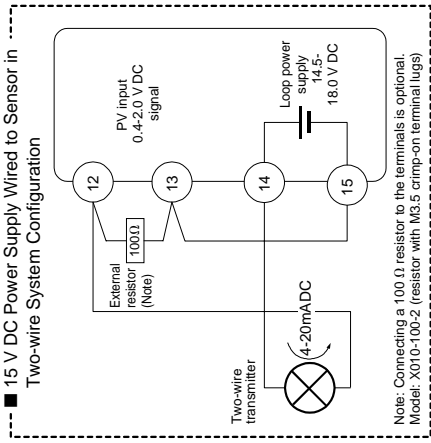 ■ 15 V DC Power Supply Wired to Sensor in
Two-wire System Configuration
PV input
0.4-2.0 V DC
signal
Loop power
supply
14.5-
18.0 V DC
12
13
14
15
External
resistor
(Note)
100Ω
Two-wire
transmitter
4-20mADC
Note: Connecting a 100 Ω resistor to the terminals is optional.
Model: X010-100-2 (resistor with M3.5 crimp-on terminal lugs)